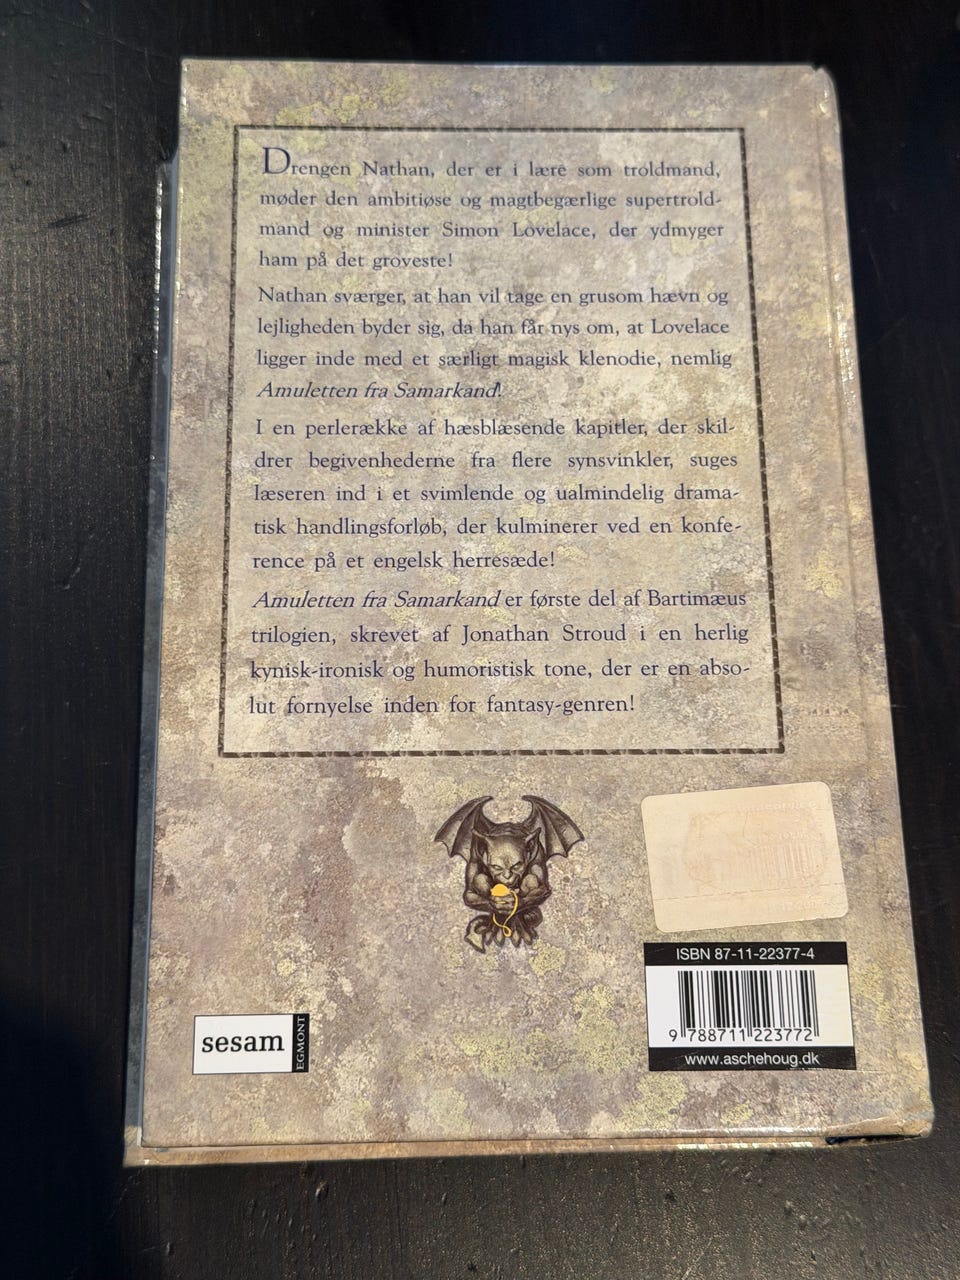 Drengen Nathan, der er i lære som troldmand,
møder den ambitiøse og magtbegærlige supertrold-
mand og minister Simon Lovelace, der ydmyger
ham på det groveste!
Nathan sværger, at han vil tage en grusom hævn og
lejligheden byder sig, da han får nys om, at Lovelace
ligger inde med et særligt magisk klenodie, nemlig
Amuletten fra Samarkand!
I en perlerække af hæsblæsende kapitler, der skil-
drer begivenhederne fra flere synsvinkler, suges
læseren ind i et svimlende og ualmindelig drama-
tisk handlingsforløb, der kulminerer ved en konfe-
rence på et engelsk herresæde!
Amuletten fra Samarkand er første del af Bartimæus
trilogien, skrevet af Jonathan Stroud i en herlig
kynisk-ironisk og humoristisk tone, der er en abso-
lut fornyelse inden for fantasy-genren!
ISBN 87-11-22377-4
9 788711 223772
www.aschehoug.dk
sesam
EGMONT